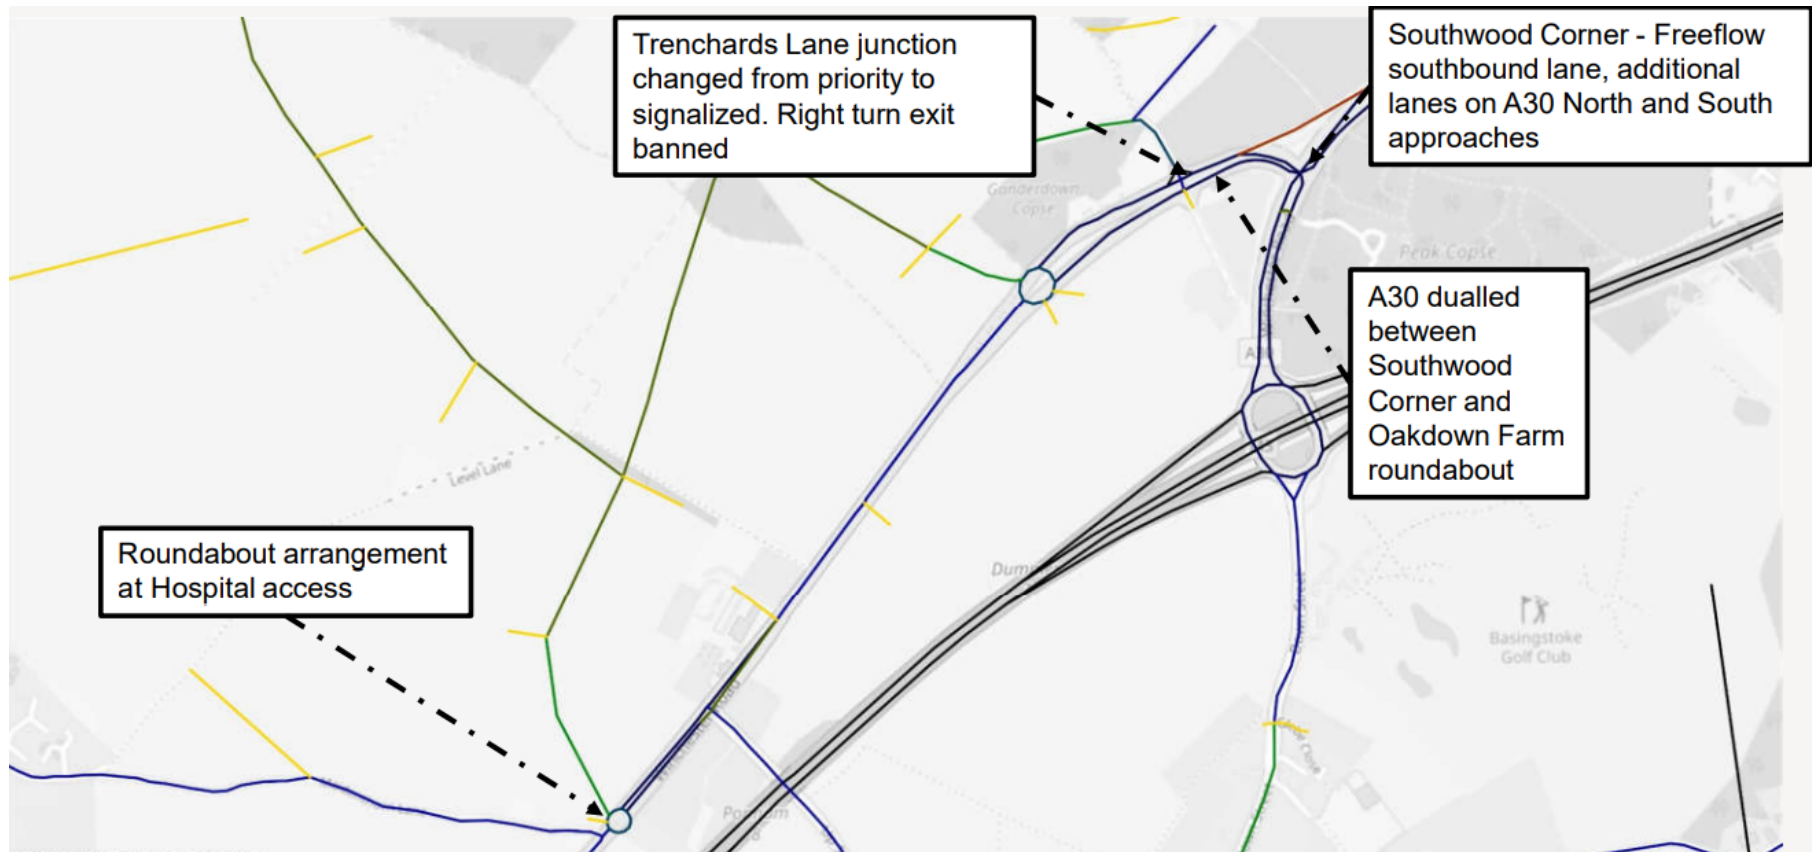 Trenchards Lane junction
changed from priority to
signalized. Right turn exit
banned
Southwood Corner - Freeflow
southbound lane, additional
lanes on A30 North and South
approaches
Ganderdown
Copse
Peak Copse
A30 dualled
between
Southwood
Corner and
Oakdown Farm
roundabout
Level Lane
Roundabout arrangement
at Hospital access
Basingstoke
Golf Club